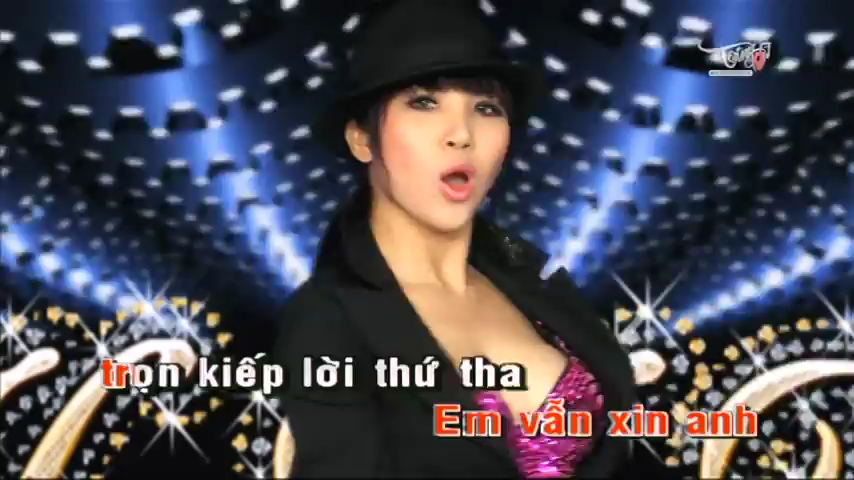 trọn kiếp lời thứ tha
Em vẫn xin anh